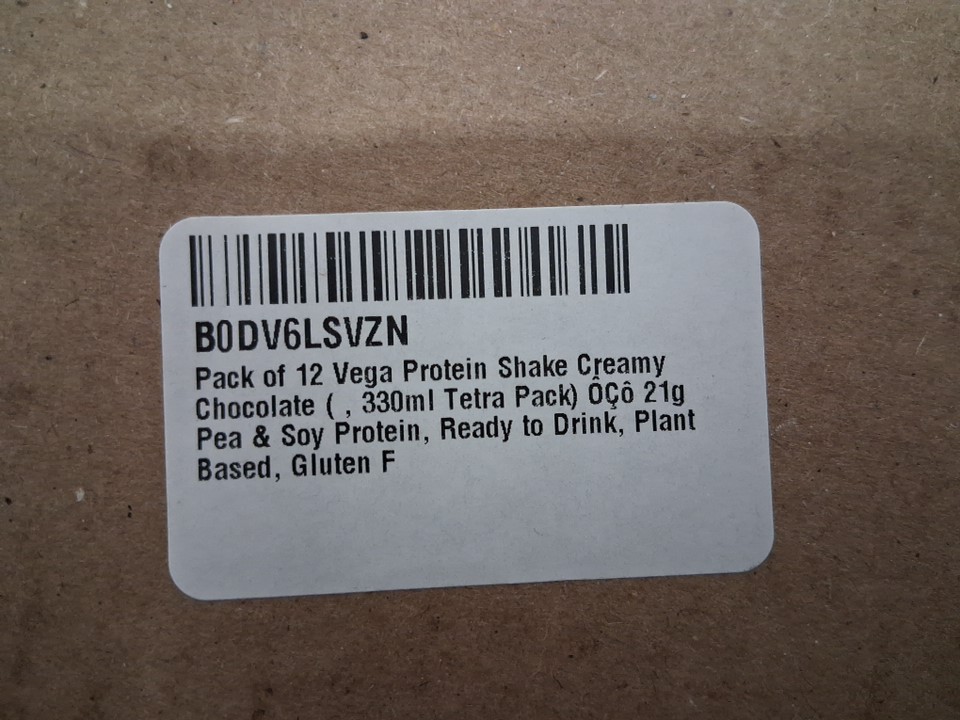 B0DV6LSVZN
Pack of 12 Vega Protein Shake Creamy
Chocolate ( , 330ml Tetra Pack) ÔÇô 21g
Pea & Soy Protein, Ready to Drink, Plant
Based, Gluten F